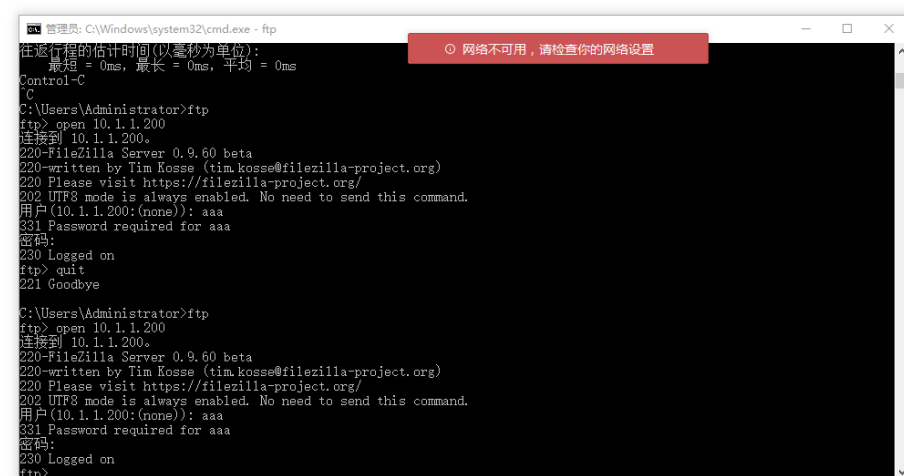 管理员: C:\Windows\system32\cmd.exe - ftp
网络不可用，请检查你的网络设置
往返行程的估计时间(以毫秒为单位):
最短 = 0ms，最长 = 0ms，平均 = 0ms
Control-C
^C
C:\Users\Administrator>ftp
ftp> open 10.1.1.200
连接到 10.1.1.200。
220-FileZilla Server 0.9.60 beta
220-written by Tim Kosse (tim.kosse@filezilla-project.org)
220 Please visit https://filezilla-project.org/
202 UTF8 mode is always enabled. No need to send this command.
用户(10.1.1.200:(none)): aaa
331 Password required for aaa
密码:
230 Logged on
ftp> quit
221 Goodbye
C:\Users\Administrator>ftp
ftp> open 10.1.1.200
连接到 10.1.1.200。
220-FileZilla Server 0.9.60 beta
220-written by Tim Kosse (tim.kosse@filezilla-project.org)
220 Please visit https://filezilla-project.org/
202 UTF8 mode is always enabled. No need to send this command.
用户(10.1.1.200:(none)): aaa
331 Password required for aaa
密码:
230 Logged on
ftp>